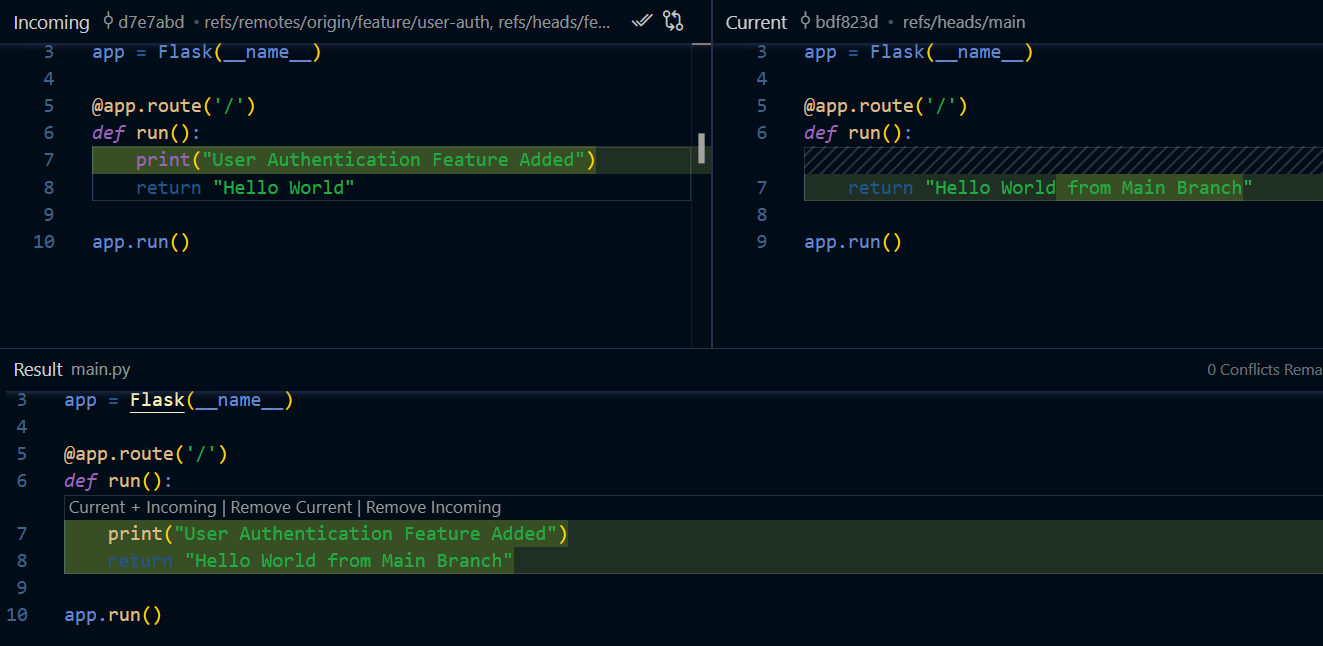 Incoming d7e7abd • refs/remotes/origin/feature/user-auth, refs/heads/fe...
3 app = Flask(__name__)
4
5 @app.route('/')
6 def run():
7 print("User Authentication Feature Added")
8 return "Hello World"
9
10 app.run()
Current bdf823d • refs/heads/main
3 app = Flask(__name__)
4
5 @app.route('/')
6 def run():
7 return "Hello World from Main Branch"
8
9 app.run()
Result main.py
0 Conflicts Rema
3 app = Flask(__name__)
4
5 @app.route('/')
6 def run():
Current + Incoming | Remove Current | Remove Incoming
7 print("User Authentication Feature Added")
8 return "Hello World from Main Branch"
9
10 app.run()